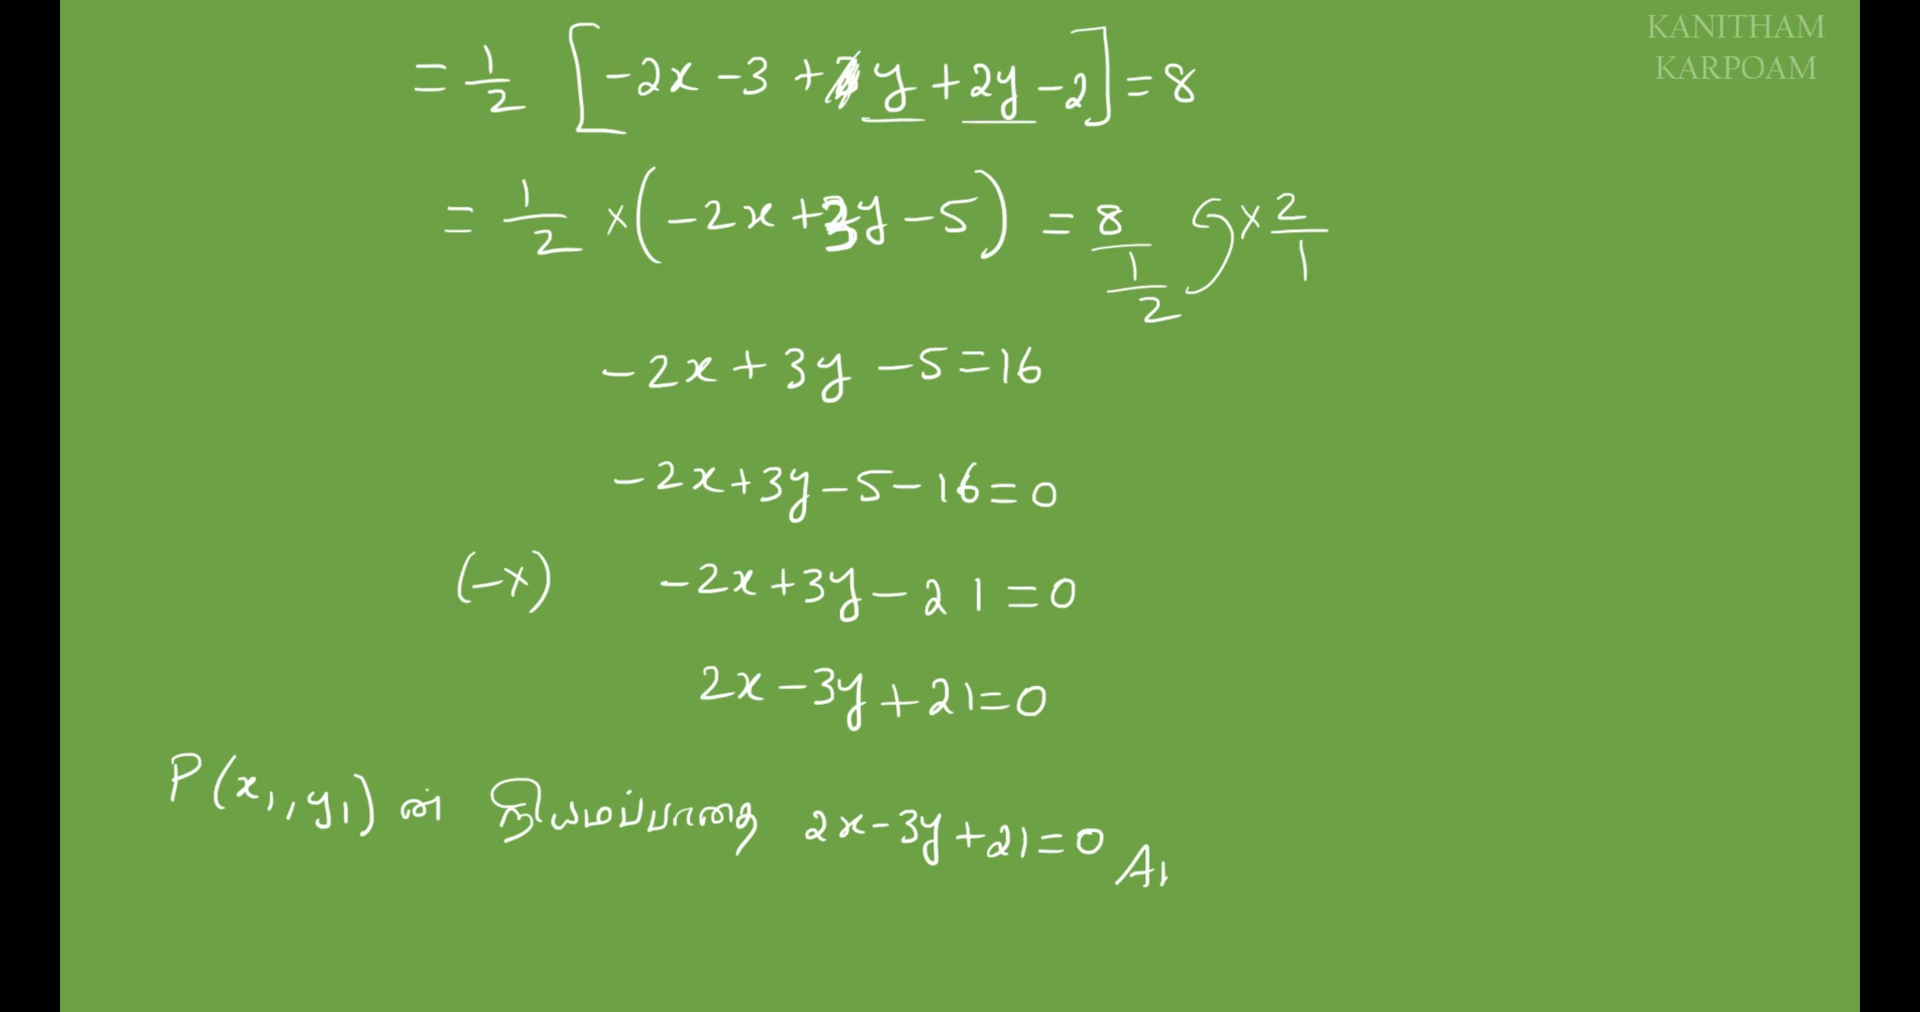 KANITHAM
KARPOAM
= 1/2 [-2x - 3 + y + 2y - 2] = 8
= 1/2 × (-2x + 3y - 5) = 8/(1/2) × 2/1
-2x + 3y - 5 = 16
-2x + 3y - 5 - 16 = 0
(-x) -2x + 3y - 21 = 0
2x - 3y + 21 = 0
P(x₁, y₁) ன் நியமப்பாதை 2x - 3y + 21 = 0 A